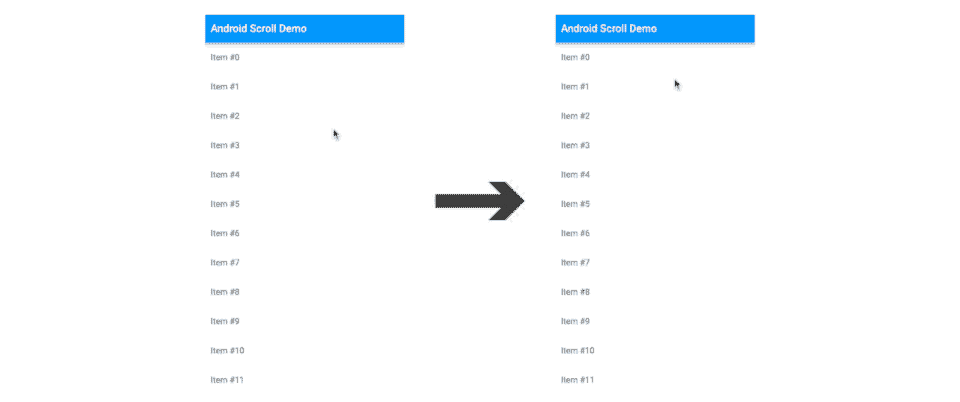 Android Scroll Demo
Item #0
Item #1
Item #2
Item #3
Item #4
Item #5
Item #6
Item #7
Item #8
Item #9
Item #10
Item #11
Android Scroll Demo
Item #0
Item #1
Item #2
Item #3
Item #4
Item #5
Item #6
Item #7
Item #8
Item #9
Item #10
Item #11